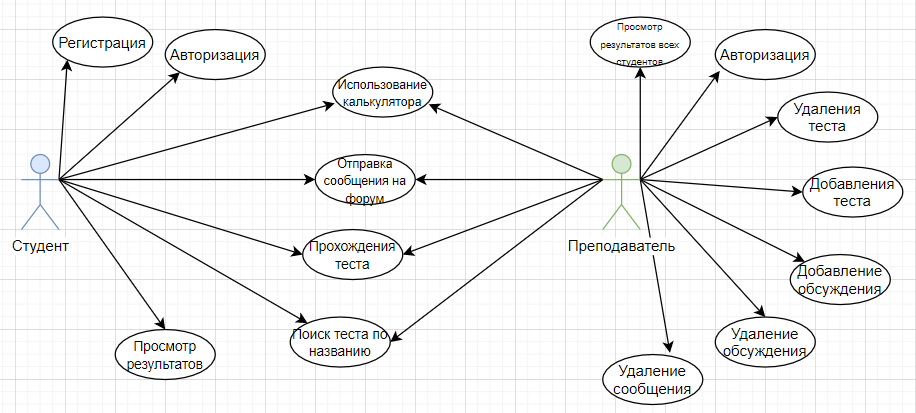 Регистрация
Авторизация
Использование
калькулятора
Отправка
сообщения на
форум
Прохождения
теста
Поиск теста по
названию
Просмотр
результатов
Студент
Просмотр
результатов всех
студентов
Авторизация
Удаления
теста
Добавления
теста
Добавление
обсуждения
Удаление
обсуждения
Удаление
сообщения
Преподаватель